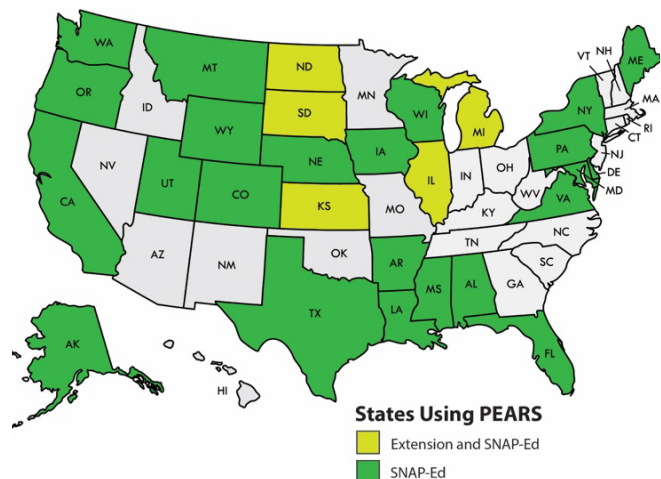 WA
MT
ND
MN
VT
NH
ME
OR
ID
SD
WI
MI
NY
MA
WY
RI
CT
NV
NE
IA
PA
NJ
UT
CO
IL
IN
OH
DE
MD
CA
KS
MO
WV
VA
KY
AZ
NM
OK
AR
TN
NC
SC
TX
LA
MS
AL
GA
AK
FL
HI
States Using PEARS
Extension and SNAP-Ed
SNAP-Ed